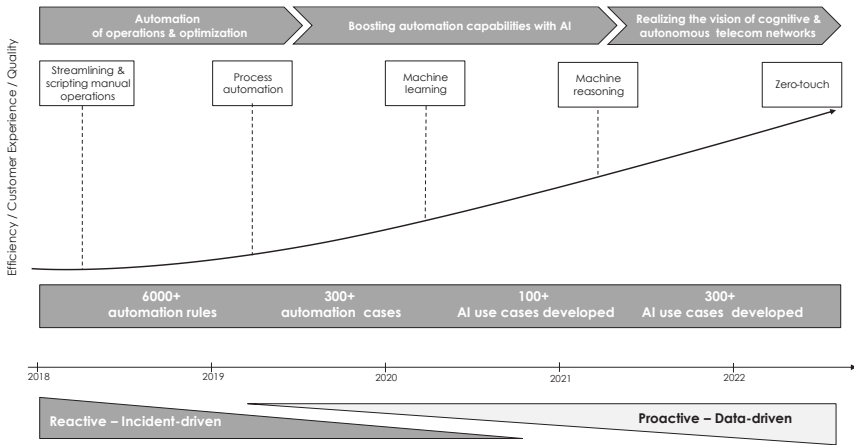 Automation
of operations & optimization
Boosting automation capabilities with AI
Realizing the vision of cognitive &
autonomous telecom networks
Efficiency / Customer Experience / Quality
Streamlining &
scripting manual
operations
Process
automation
Machine
learning
Machine
reasoning
Zero-touch
6000+
automation rules
300+
automation cases
100+
AI use cases developed
300+
AI use cases developed
2018
2019
2020
2021
2022
Reactive – Incident-driven
Proactive – Data-driven